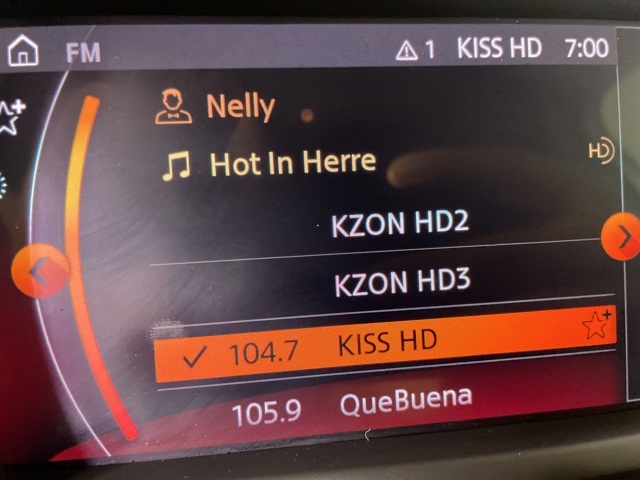 FM 1 KISS HD 7:00
Nelly
Hot In Herre HD
KZON HD2
KZON HD3
104.7 KISS HD
105.9 QueBuena